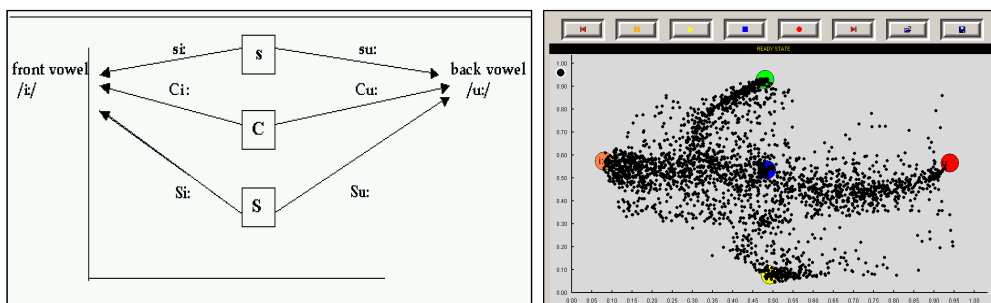 si:
s
su:
front vowel
/i:/
back vowel
/u:/
Ci:
C
Cu:
Si:
S
Su:
READY STATE
1.00
0.90
0.80
0.70
0.60
0.50
0.40
0.30
0.20
0.10
0.00
0.00 0.05 0.10 0.15 0.20 0.25 0.30 0.35 0.40 0.45 0.50 0.55 0.60 0.65 0.70 0.75 0.80 0.85 0.90 0.95 1.00